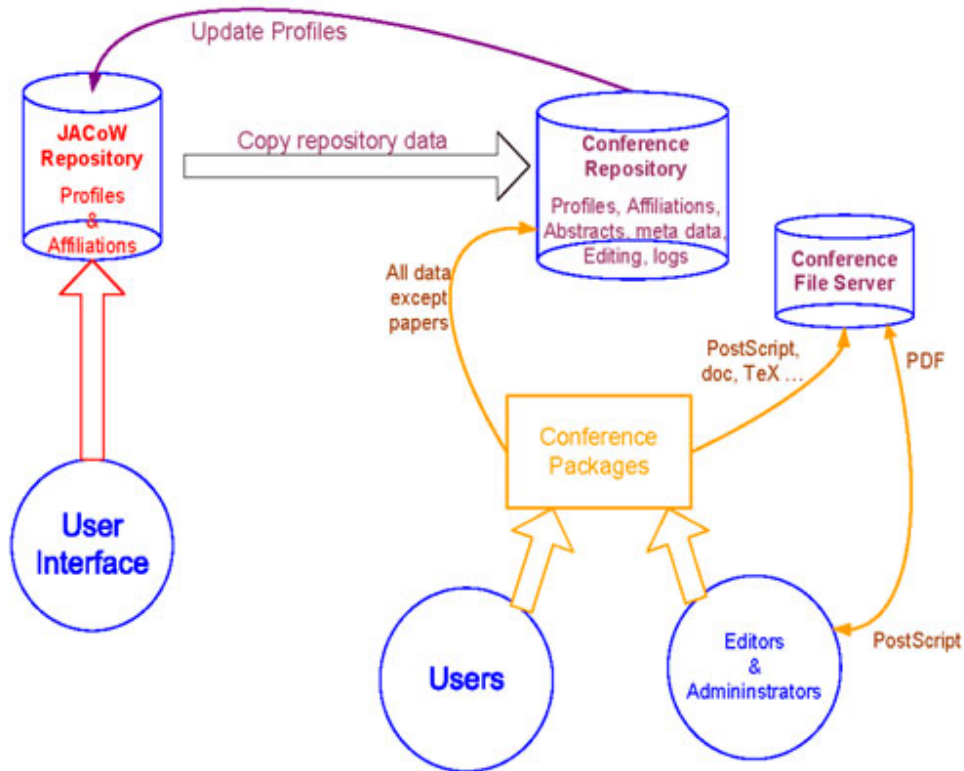 Update Profiles
JACoW
Repository
Profiles
&
Affiliations
Copy repository data
Conference
Repository
Profiles, Affiliations,
Abstracts, meta data,
Editing, logs
Conference
File Server
All data
except
papers
PostScript,
doc, TeX ...
PDF
Conference
Packages
User
Interface
Users
Editors
&
Admininstrators
PostScript